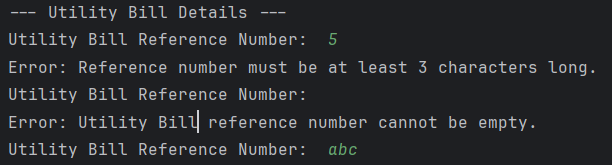 --- Utility Bill Details ---
Utility Bill Reference Number: 5
Error: Reference number must be at least 3 characters long.
Utility Bill Reference Number:
Error: Utility Bill reference number cannot be empty.
Utility Bill Reference Number: abc